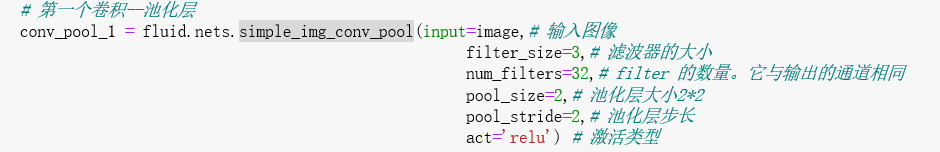 # 第一个卷积--池化层
conv_pool_1 = fluid.nets.simple_img_conv_pool(input=image,# 输入图像
filter_size=3,# 滤波器的大小
num_filters=32,# filter 的数量。它与输出的通道相同
pool_size=2,# 池化层大小2*2
pool_stride=2,# 池化层步长
act='relu') # 激活类型